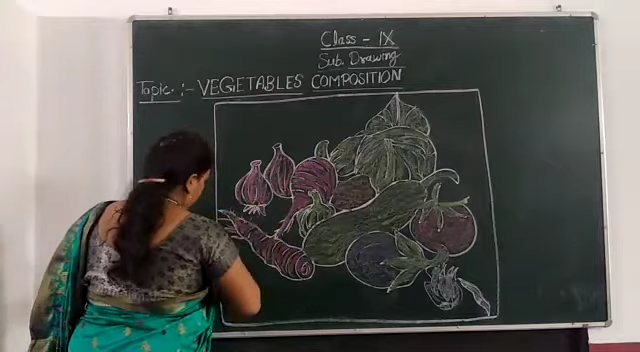 Class - IX
Sub. Drawing
Topic :- VEGETABLES COMPOSITION